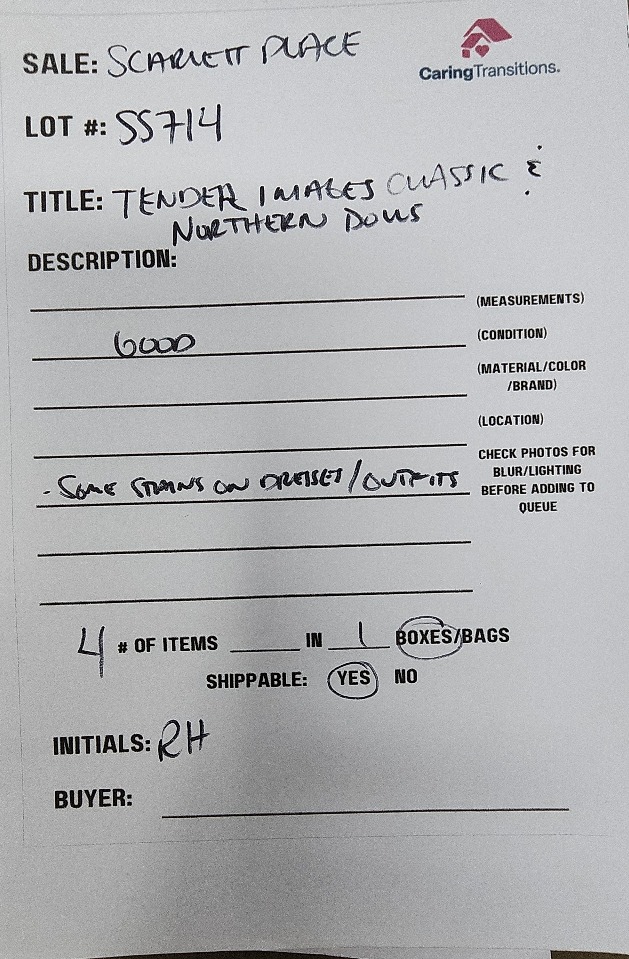 SALE: SCARLETT PLACE
CaringTransitions.
LOT #: SS714
TITLE: TENDER IMAGES CLASSIC &
NORTHERN DOLLS
DESCRIPTION:
(MEASUREMENTS)
GOOD (CONDITION)
(MATERIAL/COLOR
/BRAND)
(LOCATION)
CHECK PHOTOS FOR
BLUR/LIGHTING
- SOME STAINS ON DRESSES/OUTFITS BEFORE ADDING TO
QUEUE
4 # OF ITEMS IN 1 BOXES/BAGS
SHIPPABLE: YES NO
INITIALS: RH
BUYER: